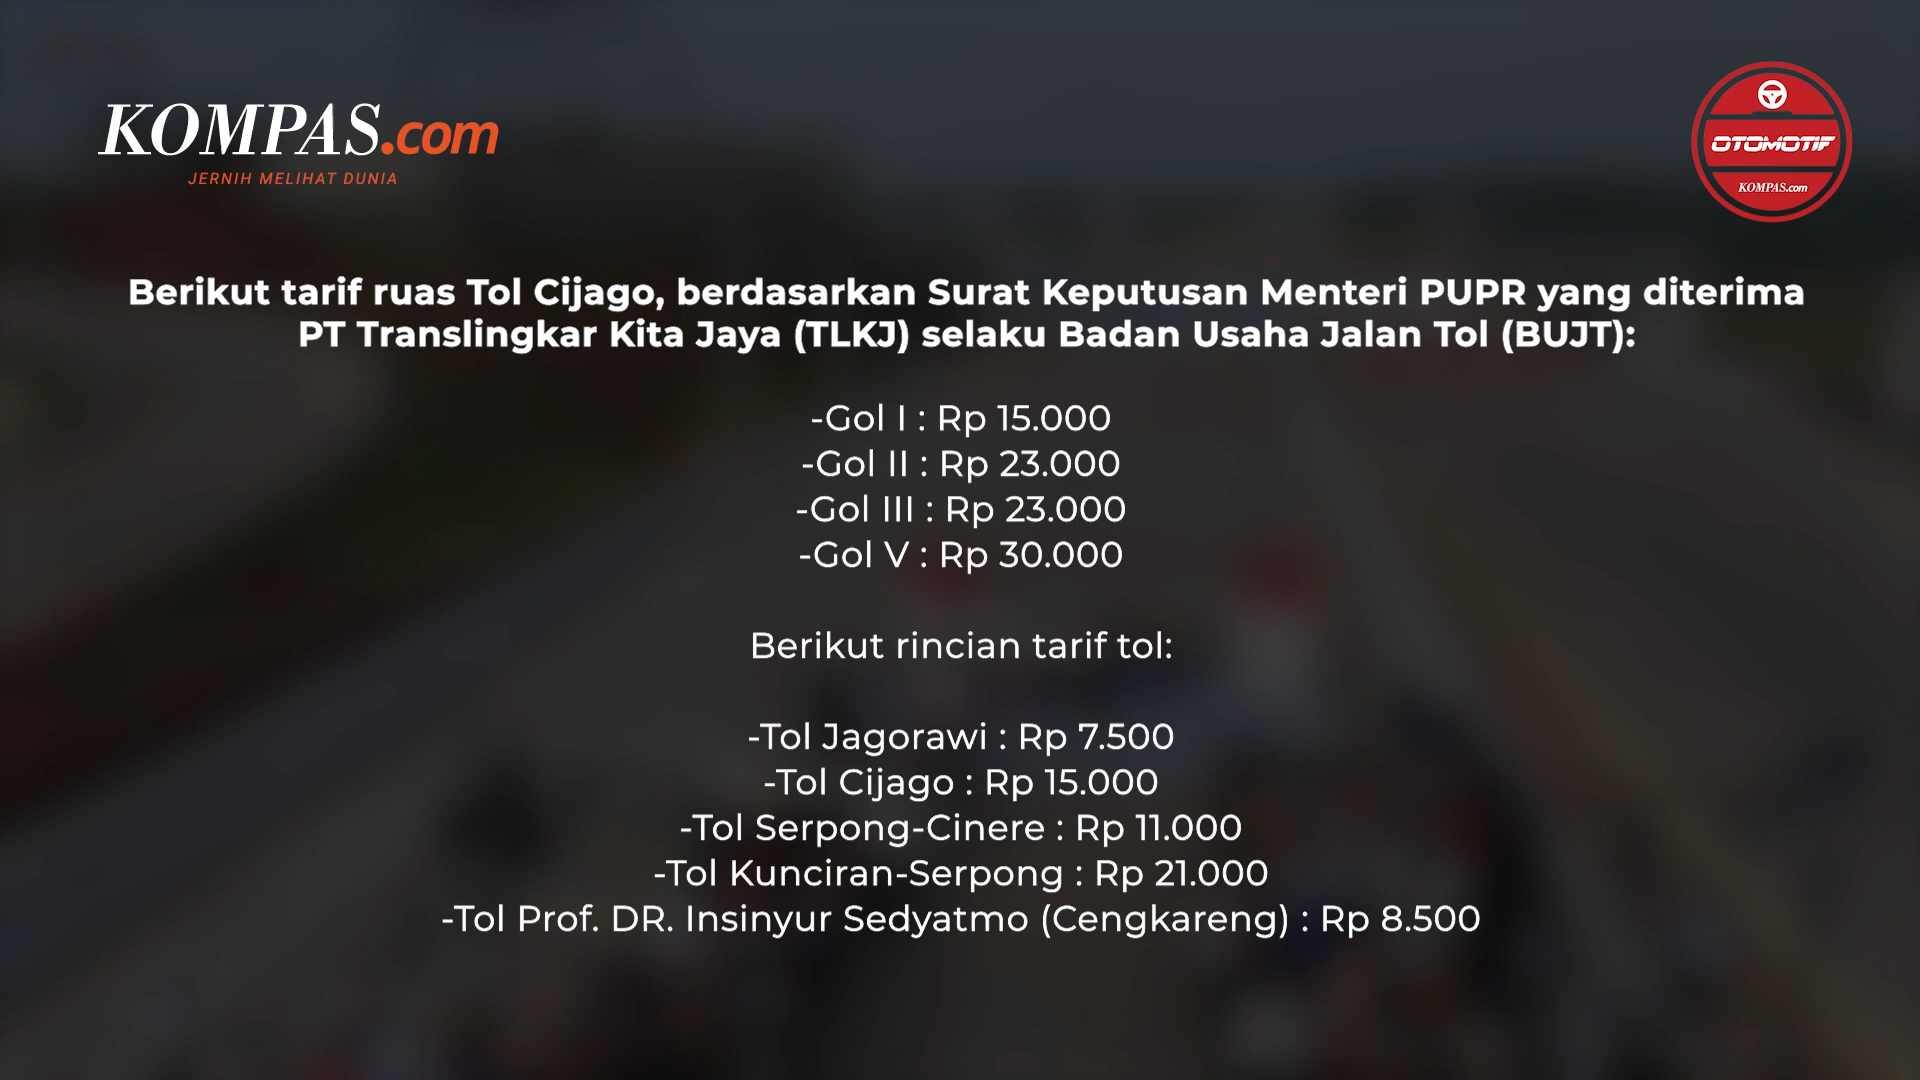 KOMPAS.com
JERNIH MELIHAT DUNIA
OTOMOTIF
KOMPAS.com
Berikut tarif ruas Tol Cijago, berdasarkan Surat Keputusan Menteri PUPR yang diterima
PT Translingkar Kita Jaya (TLKJ) selaku Badan Usaha Jalan Tol (BUJT):
-Gol I : Rp 15.000
-Gol II : Rp 23.000
-Gol III : Rp 23.000
-Gol V : Rp 30.000
Berikut rincian tarif tol:
-Tol Jagorawi : Rp 7.500
-Tol Cijago : Rp 15.000
-Tol Serpong-Cinere : Rp 11.000
-Tol Kunciran-Serpong : Rp 21.000
-Tol Prof. DR. Insinyur Sedyatmo (Cengkareng) : Rp 8.500